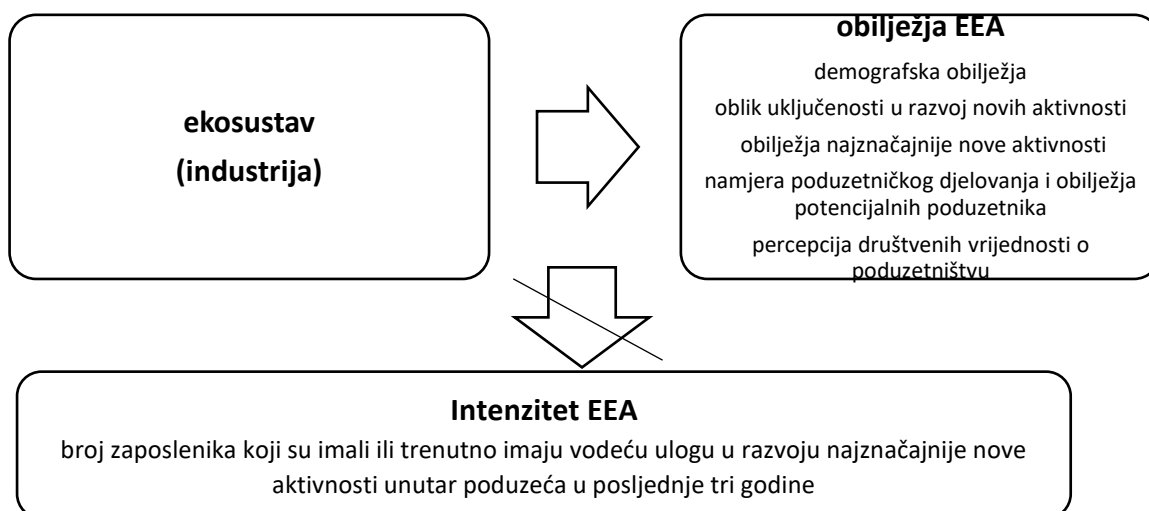 ekosustav
(industrija)
obilježja EEA
demografska obilježja
oblik uključenosti u razvoj novih aktivnosti
obilježja najznačajnije nove aktivnosti
namjera poduzetničkog djelovanja i obilježja
potencijalnih poduzetnika
percepcija društvenih vrijednosti o
poduzetništvu
Intenzitet EEA
broj zaposlenika koji su imali ili trenutno imaju vodeću ulogu u razvoju najznačajnije nove
aktivnosti unutar poduzeća u posljednje tri godine